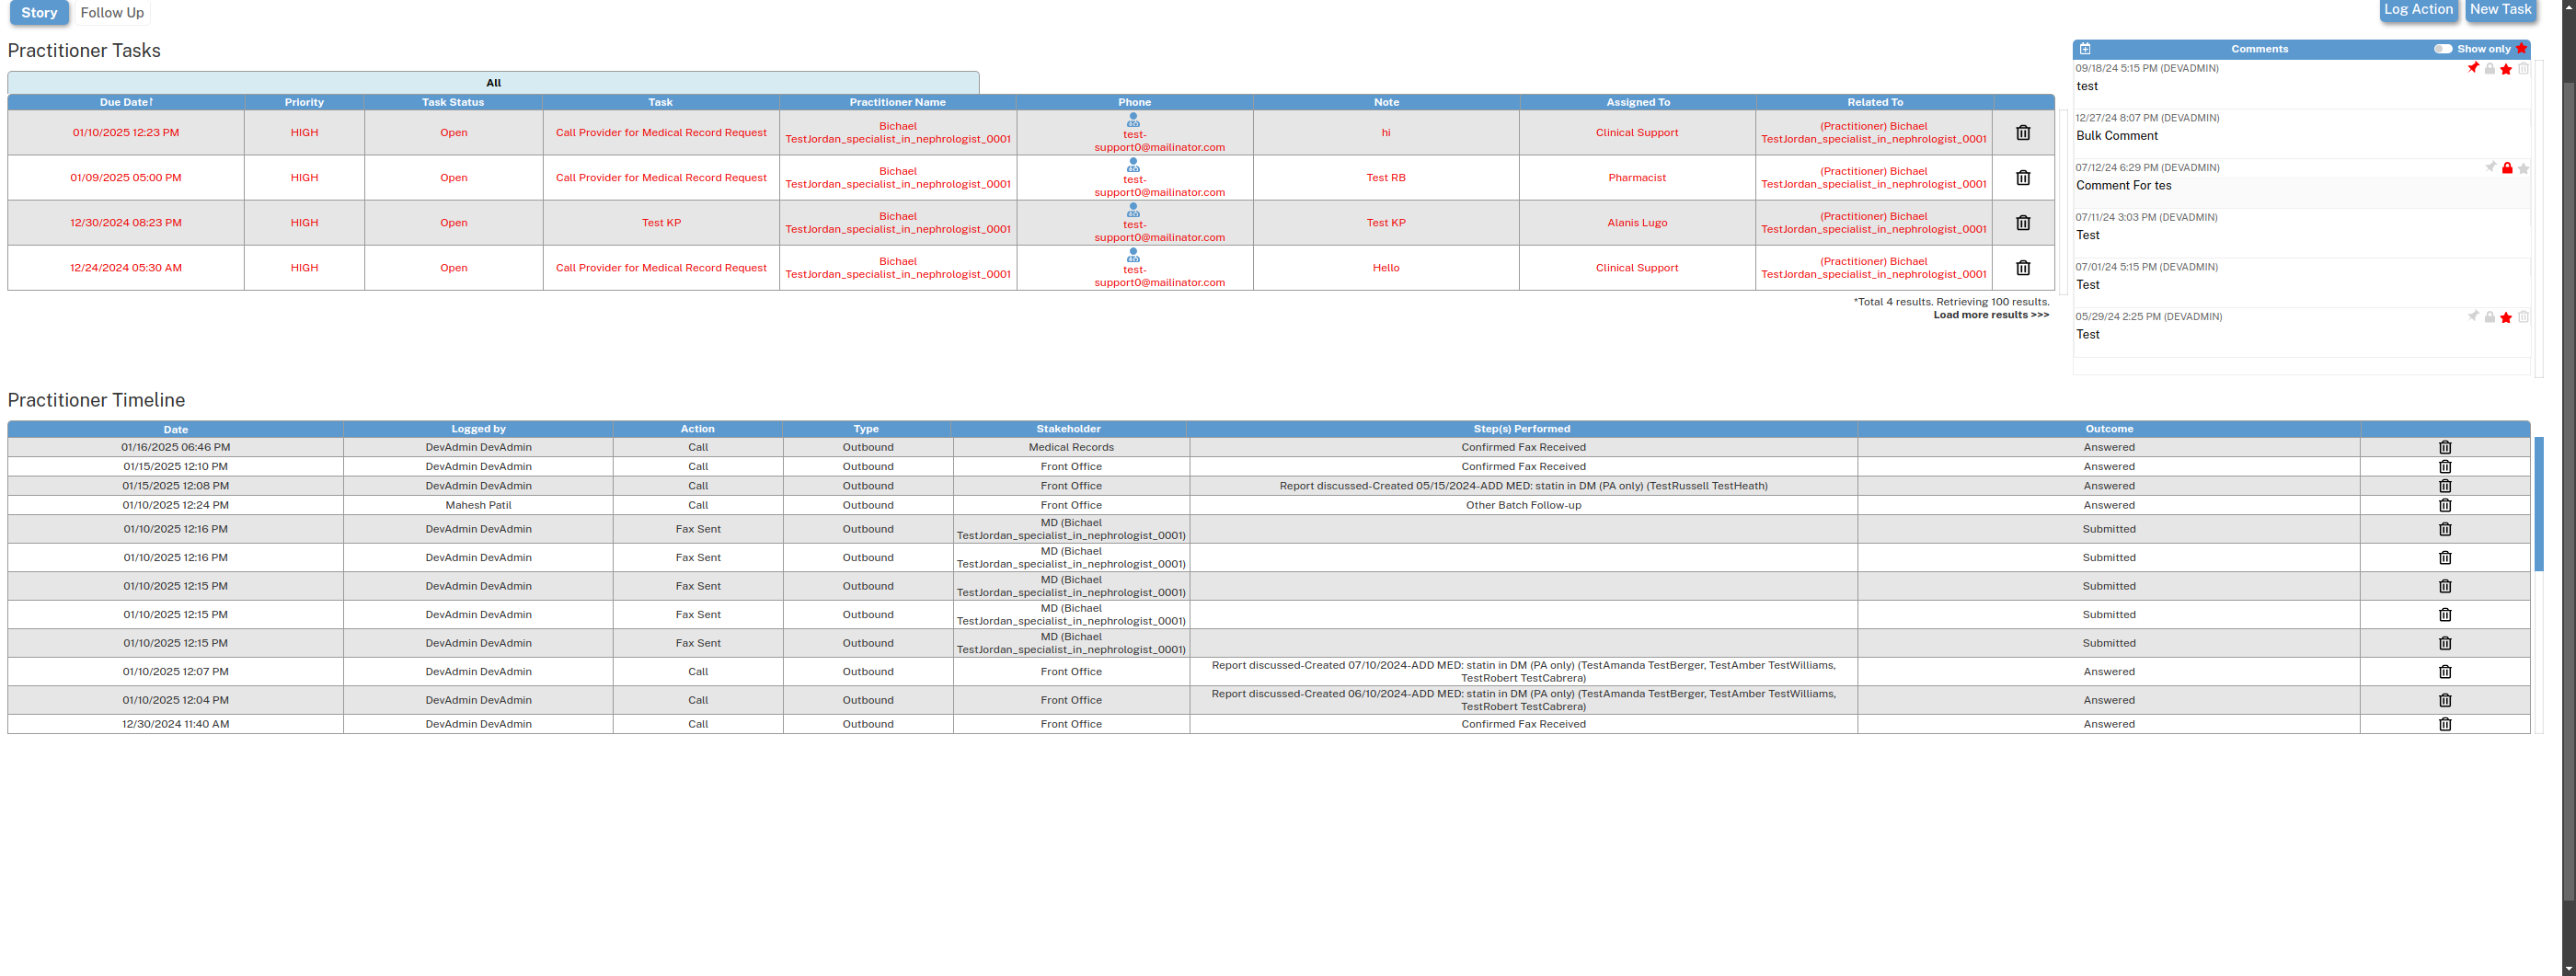 Story Follow Up Log Action New Task
Practitioner Tasks
All
Due Date↑ Priority Task Status Task Practitioner Name Phone Note Assigned To Related To
01/10/2025 12:23 PM HIGH Open Call Provider for Medical Record Request Bichael TestJordan_specialist_in_nephrologist_0001 test-support0@mailinator.com hi Clinical Support (Practitioner) Bichael TestJordan_specialist_in_nephrologist_0001
01/09/2025 05:00 PM HIGH Open Call Provider for Medical Record Request Bichael TestJordan_specialist_in_nephrologist_0001 test-support0@mailinator.com Test RB Pharmacist (Practitioner) Bichael TestJordan_specialist_in_nephrologist_0001
12/30/2024 08:23 PM HIGH Open Test KP Bichael TestJordan_specialist_in_nephrologist_0001 test-support0@mailinator.com Test KP Alanis Lugo (Practitioner) Bichael TestJordan_specialist_in_nephrologist_0001
12/24/2024 05:30 AM HIGH Open Call Provider for Medical Record Request Bichael TestJordan_specialist_in_nephrologist_0001 test-support0@mailinator.com Hello Clinical Support (Practitioner) Bichael TestJordan_specialist_in_nephrologist_0001
*Total 4 results. Retrieving 100 results.
Load more results >>>
Comments Show only
09/18/24 5:15 PM (DEVADMIN)
test
12/27/24 8:07 PM (DEVADMIN)
Bulk Comment
07/12/24 6:29 PM (DEVADMIN)
Comment For tes
07/11/24 3:03 PM (DEVADMIN)
Test
07/01/24 5:15 PM (DEVADMIN)
Test
05/29/24 2:25 PM (DEVADMIN)
Test
Practitioner Timeline
Date Logged by Action Type Stakeholder Step(s) Performed Outcome
01/16/2025 06:46 PM DevAdmin DevAdmin Call Outbound Medical Records Confirmed Fax Received Answered
01/15/2025 12:10 PM DevAdmin DevAdmin Call Outbound Front Office Confirmed Fax Received Answered
01/15/2025 12:08 PM DevAdmin DevAdmin Call Outbound Front Office Report discussed-Created 05/15/2024-ADD MED: statin in DM (PA only) (TestRussell TestHeath) Answered
01/10/2025 12:24 PM Mahesh Patil Call Outbound Front Office Other Batch Follow-up Answered
01/10/2025 12:16 PM DevAdmin DevAdmin Fax Sent Outbound MD (Bichael TestJordan_specialist_in_nephrologist_0001) Submitted
01/10/2025 12:16 PM DevAdmin DevAdmin Fax Sent Outbound MD (Bichael TestJordan_specialist_in_nephrologist_0001) Submitted
01/10/2025 12:15 PM DevAdmin DevAdmin Fax Sent Outbound MD (Bichael TestJordan_specialist_in_nephrologist_0001) Submitted
01/10/2025 12:15 PM DevAdmin DevAdmin Fax Sent Outbound MD (Bichael TestJordan_specialist_in_nephrologist_0001) Submitted
01/10/2025 12:15 PM DevAdmin DevAdmin Fax Sent Outbound MD (Bichael TestJordan_specialist_in_nephrologist_0001) Submitted
01/10/2025 12:07 PM DevAdmin DevAdmin Call Outbound Front Office Report discussed-Created 07/10/2024-ADD MED: statin in DM (PA only) (TestAmanda TestBerger, TestAmber TestWilliams, TestRobert TestCabrera) Answered
01/10/2025 12:04 PM DevAdmin DevAdmin Call Outbound Front Office Report discussed-Created 06/10/2024-ADD MED: statin in DM (PA only) (TestAmanda TestBerger, TestAmber TestWilliams, TestRobert TestCabrera) Answered
12/30/2024 11:40 AM DevAdmin DevAdmin Call Outbound Front Office Confirmed Fax Received Answered